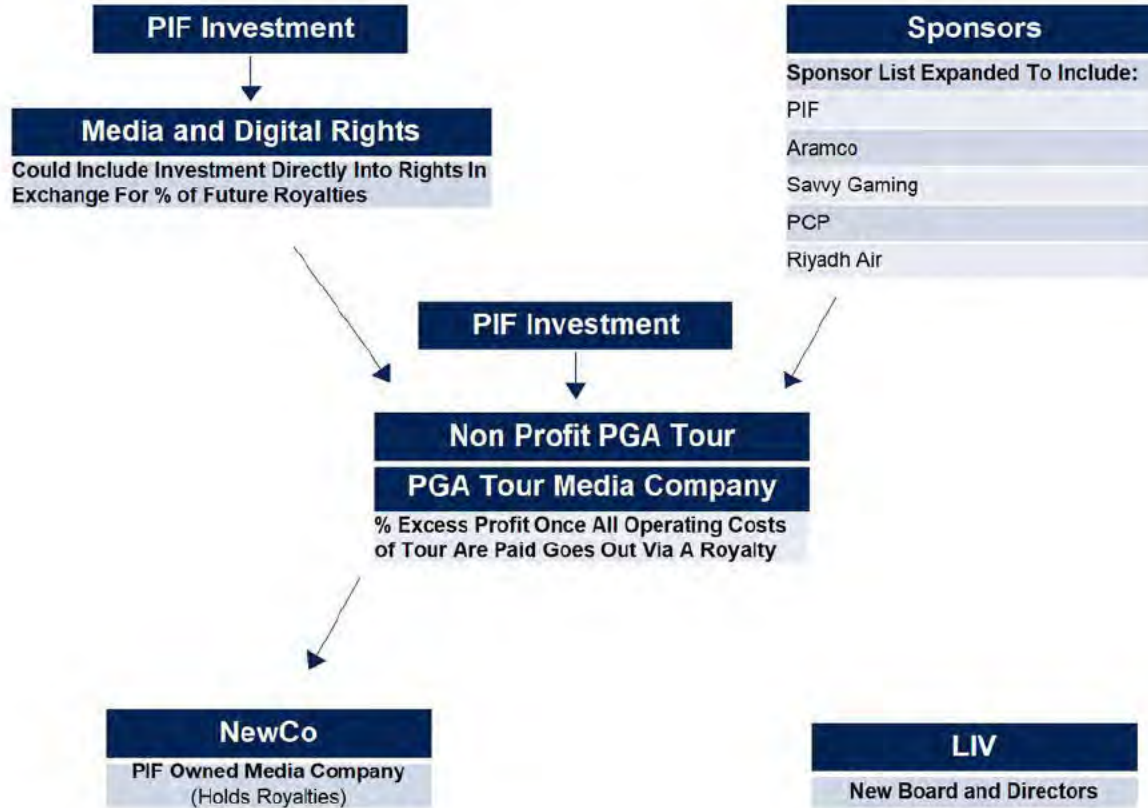 PIF Investment
Media and Digital Rights
Could Include Investment Directly Into Rights In
Exchange For % of Future Royalties
Sponsors
Sponsor List Expanded To Include:
PIF
Aramco
Savvy Gaming
PCP
Riyadh Air
PIF Investment
Non Profit PGA Tour
PGA Tour Media Company
% Excess Profit Once All Operating Costs
of Tour Are Paid Goes Out Via A Royalty
NewCo
PIF Owned Media Company
(Holds Royalties)
LIV
New Board and Directors